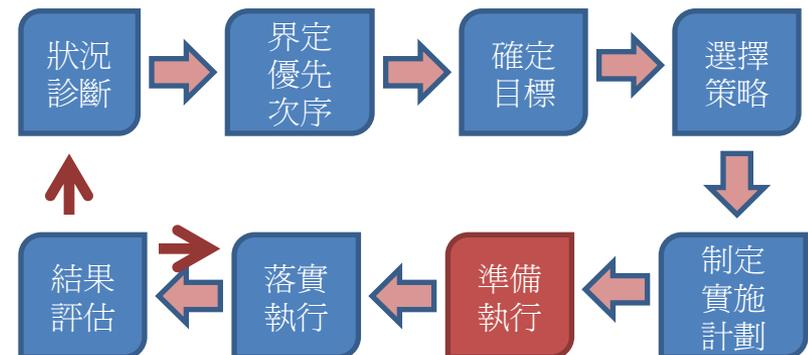 狀況
診斷
界定
優先
次序
確定
目標
選擇
策略
制定
實施
計劃
準備
執行
落實
執行
結果
評估